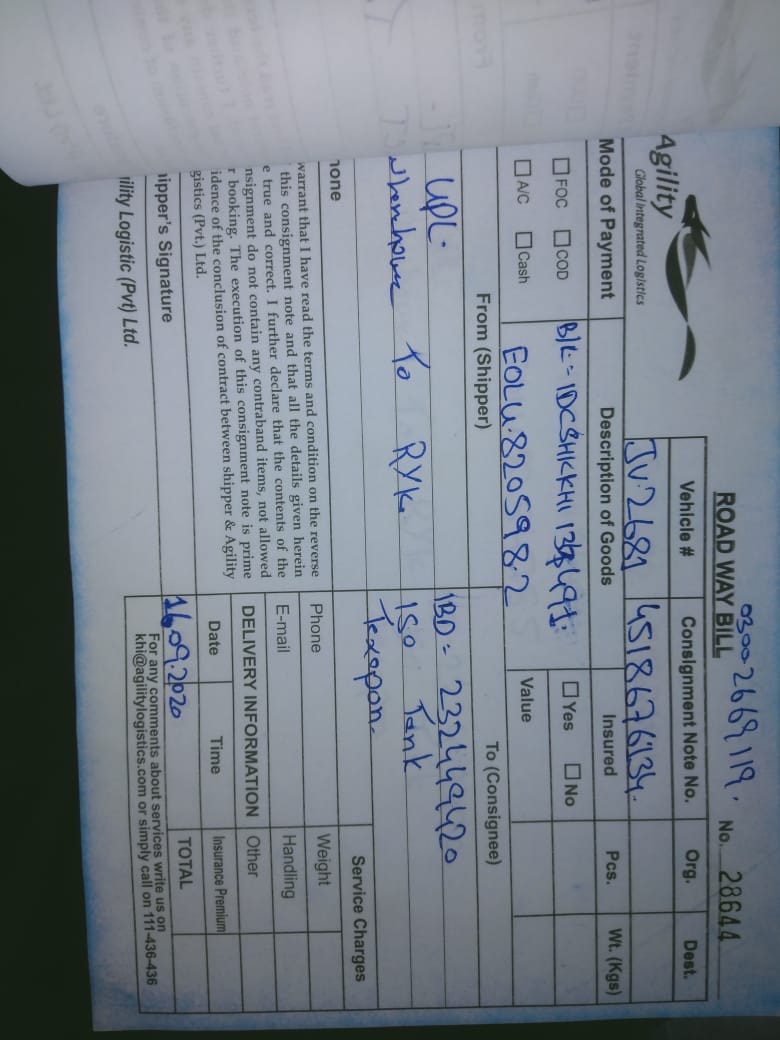 0300-2669119.
ROAD WAY BILL
No. 28644
Agility
Global Integrated Logistics
Vehicle #
Consignment Note No.
Org.
Dest.
JV-2681
4518676134.
Mode of Payment
Description of Goods
Insured
Pcs.
Wt. (Kgs)
FOC
COD
B/L-
Yes
No
A/C
Cash
EOLU-820598-2
Value
From (Shipper)
To (Consignee)
UPL-
IBD= 232449420
To RYK
ISO Tank
Texopon-
Service Charges
hone
Phone
Weight
E-mail
Handling
warrant that I have read the terms and condition on the reverse
this consignment note and that all the details given herein
e true and correct. I further declare that the contents of the
nsignment do not contain any contraband items, not allowed
r booking. The execution of this consignment note is prime
idence of the conclusion of contract between shipper & Agility
gistics (Pvt.) Ltd.
DELIVERY INFORMATION
Other
Date
Time
Insurance Premium
16.09.2020
TOTAL
hipper's Signature
For any comments about services write us on
khi@agilitylogistics.com or simply call on 111-436-436
ility Logistic (Pvt) Ltd.